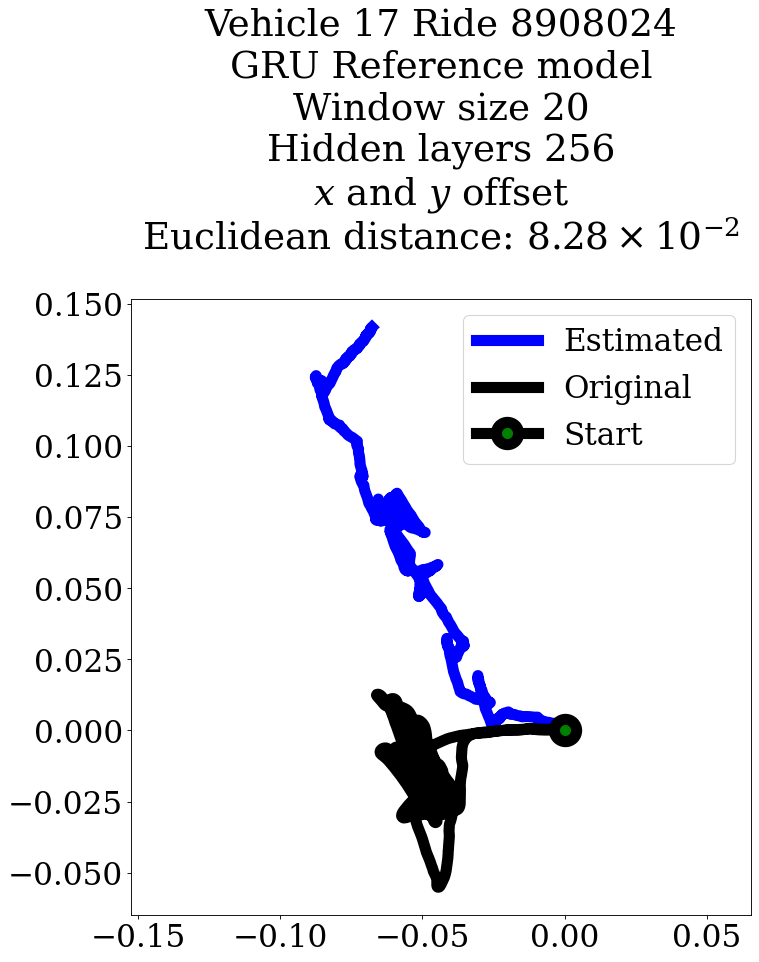 Vehicle 17 Ride 8908024
GRU Reference model
Window size 20
Hidden layers 256
x and y offset
Euclidean distance: 8.28 × 10⁻²
0.150
0.125
0.100
0.075
0.050
0.025
0.000
−0.025
−0.050
Estimated
Original
Start
−0.15
−0.10
−0.05
0.00
0.05